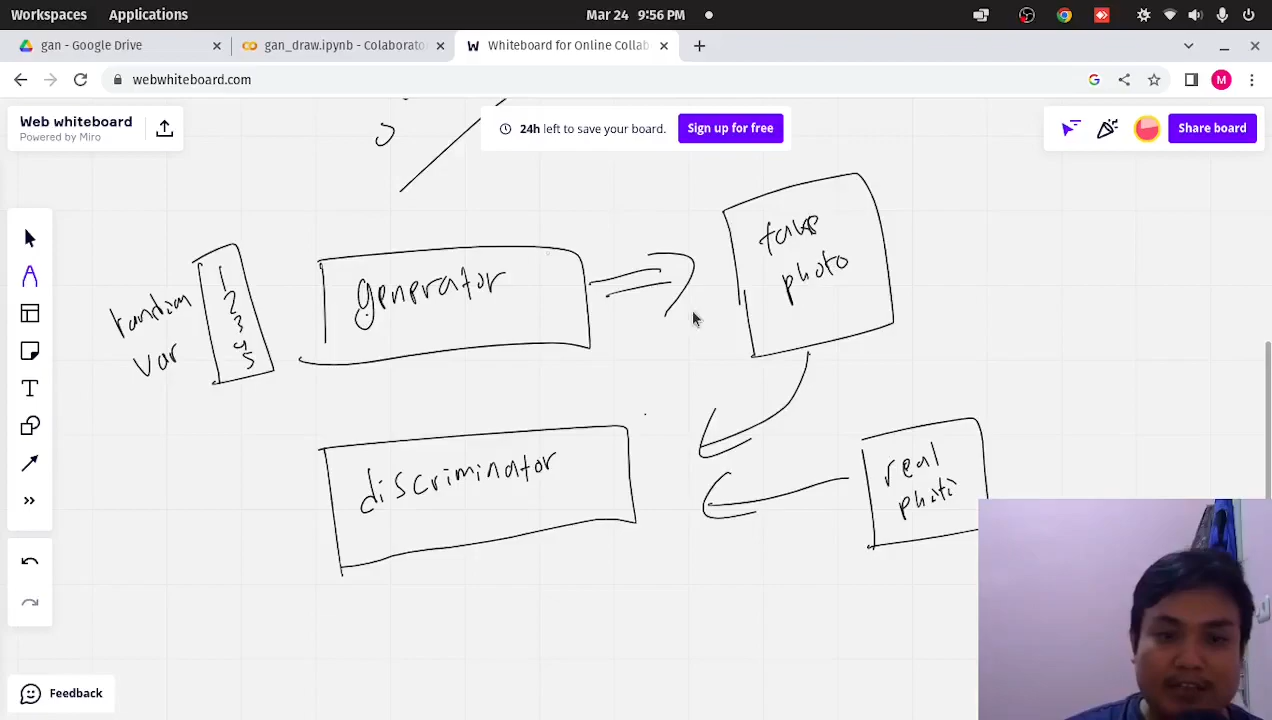 Workspaces Applications Mar 24 9:56 PM
gan - Google Drive gan_draw.ipynb - Colaborato Whiteboard for Online Collab
webwhiteboard.com
Web whiteboard
Powered by Miro
24h left to save your board. Sign up for free
Share board
random
var
1
2
3
4
5
generator
photo
discriminator
real
photo
Feedback